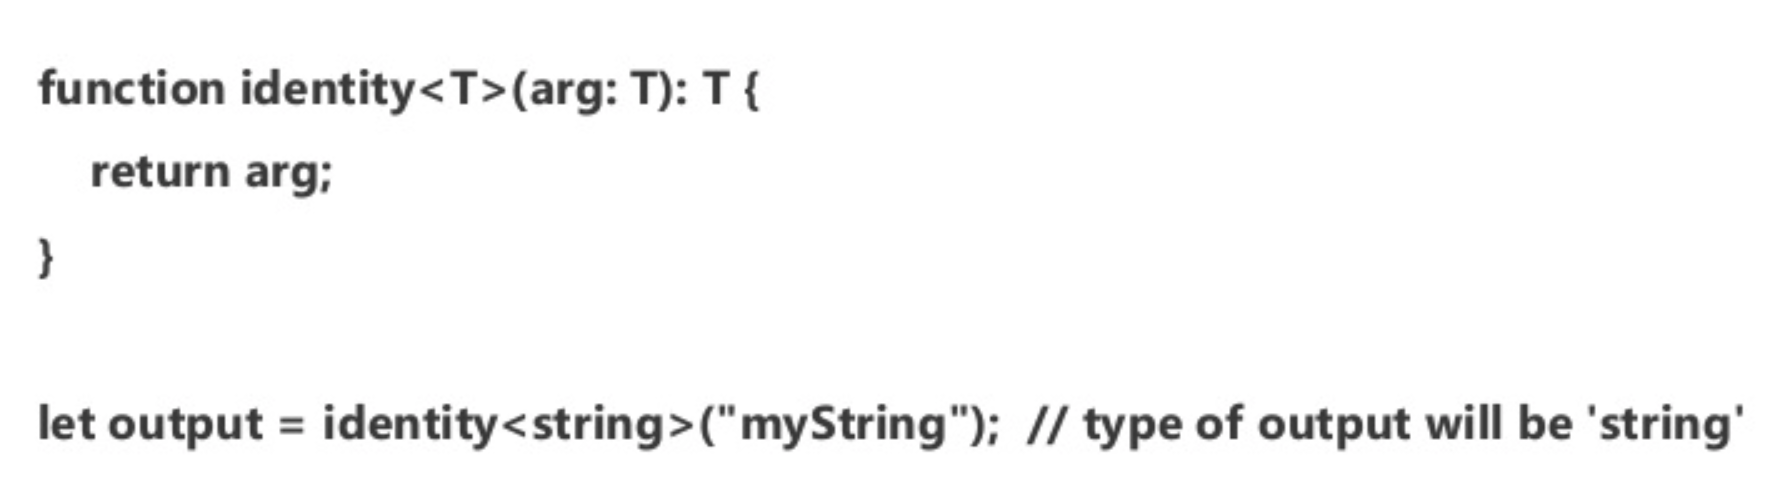 function identity<T>(arg: T): T {
    return arg;
}
let output = identity<string>("myString");  // type of output will be 'string'